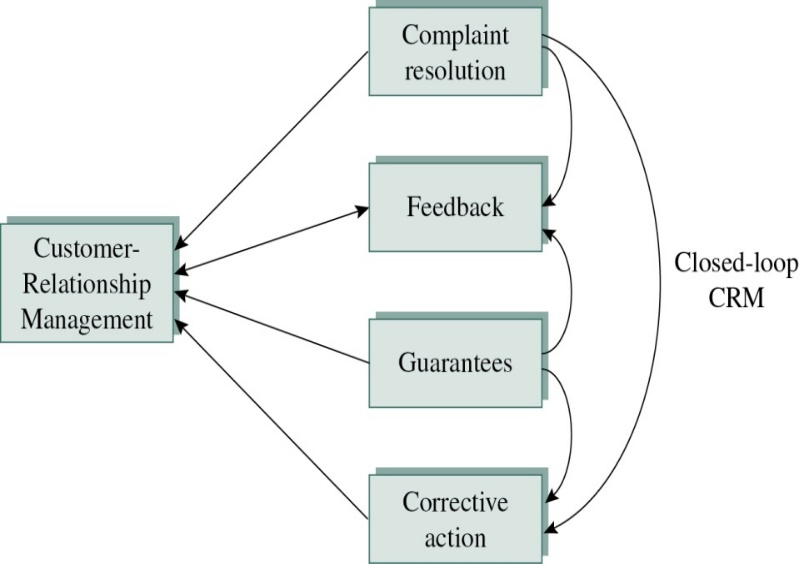 Complaint
resolution
Feedback
Customer-
Relationship
Management
Closed-loop
CRM
Guarantees
Corrective
action